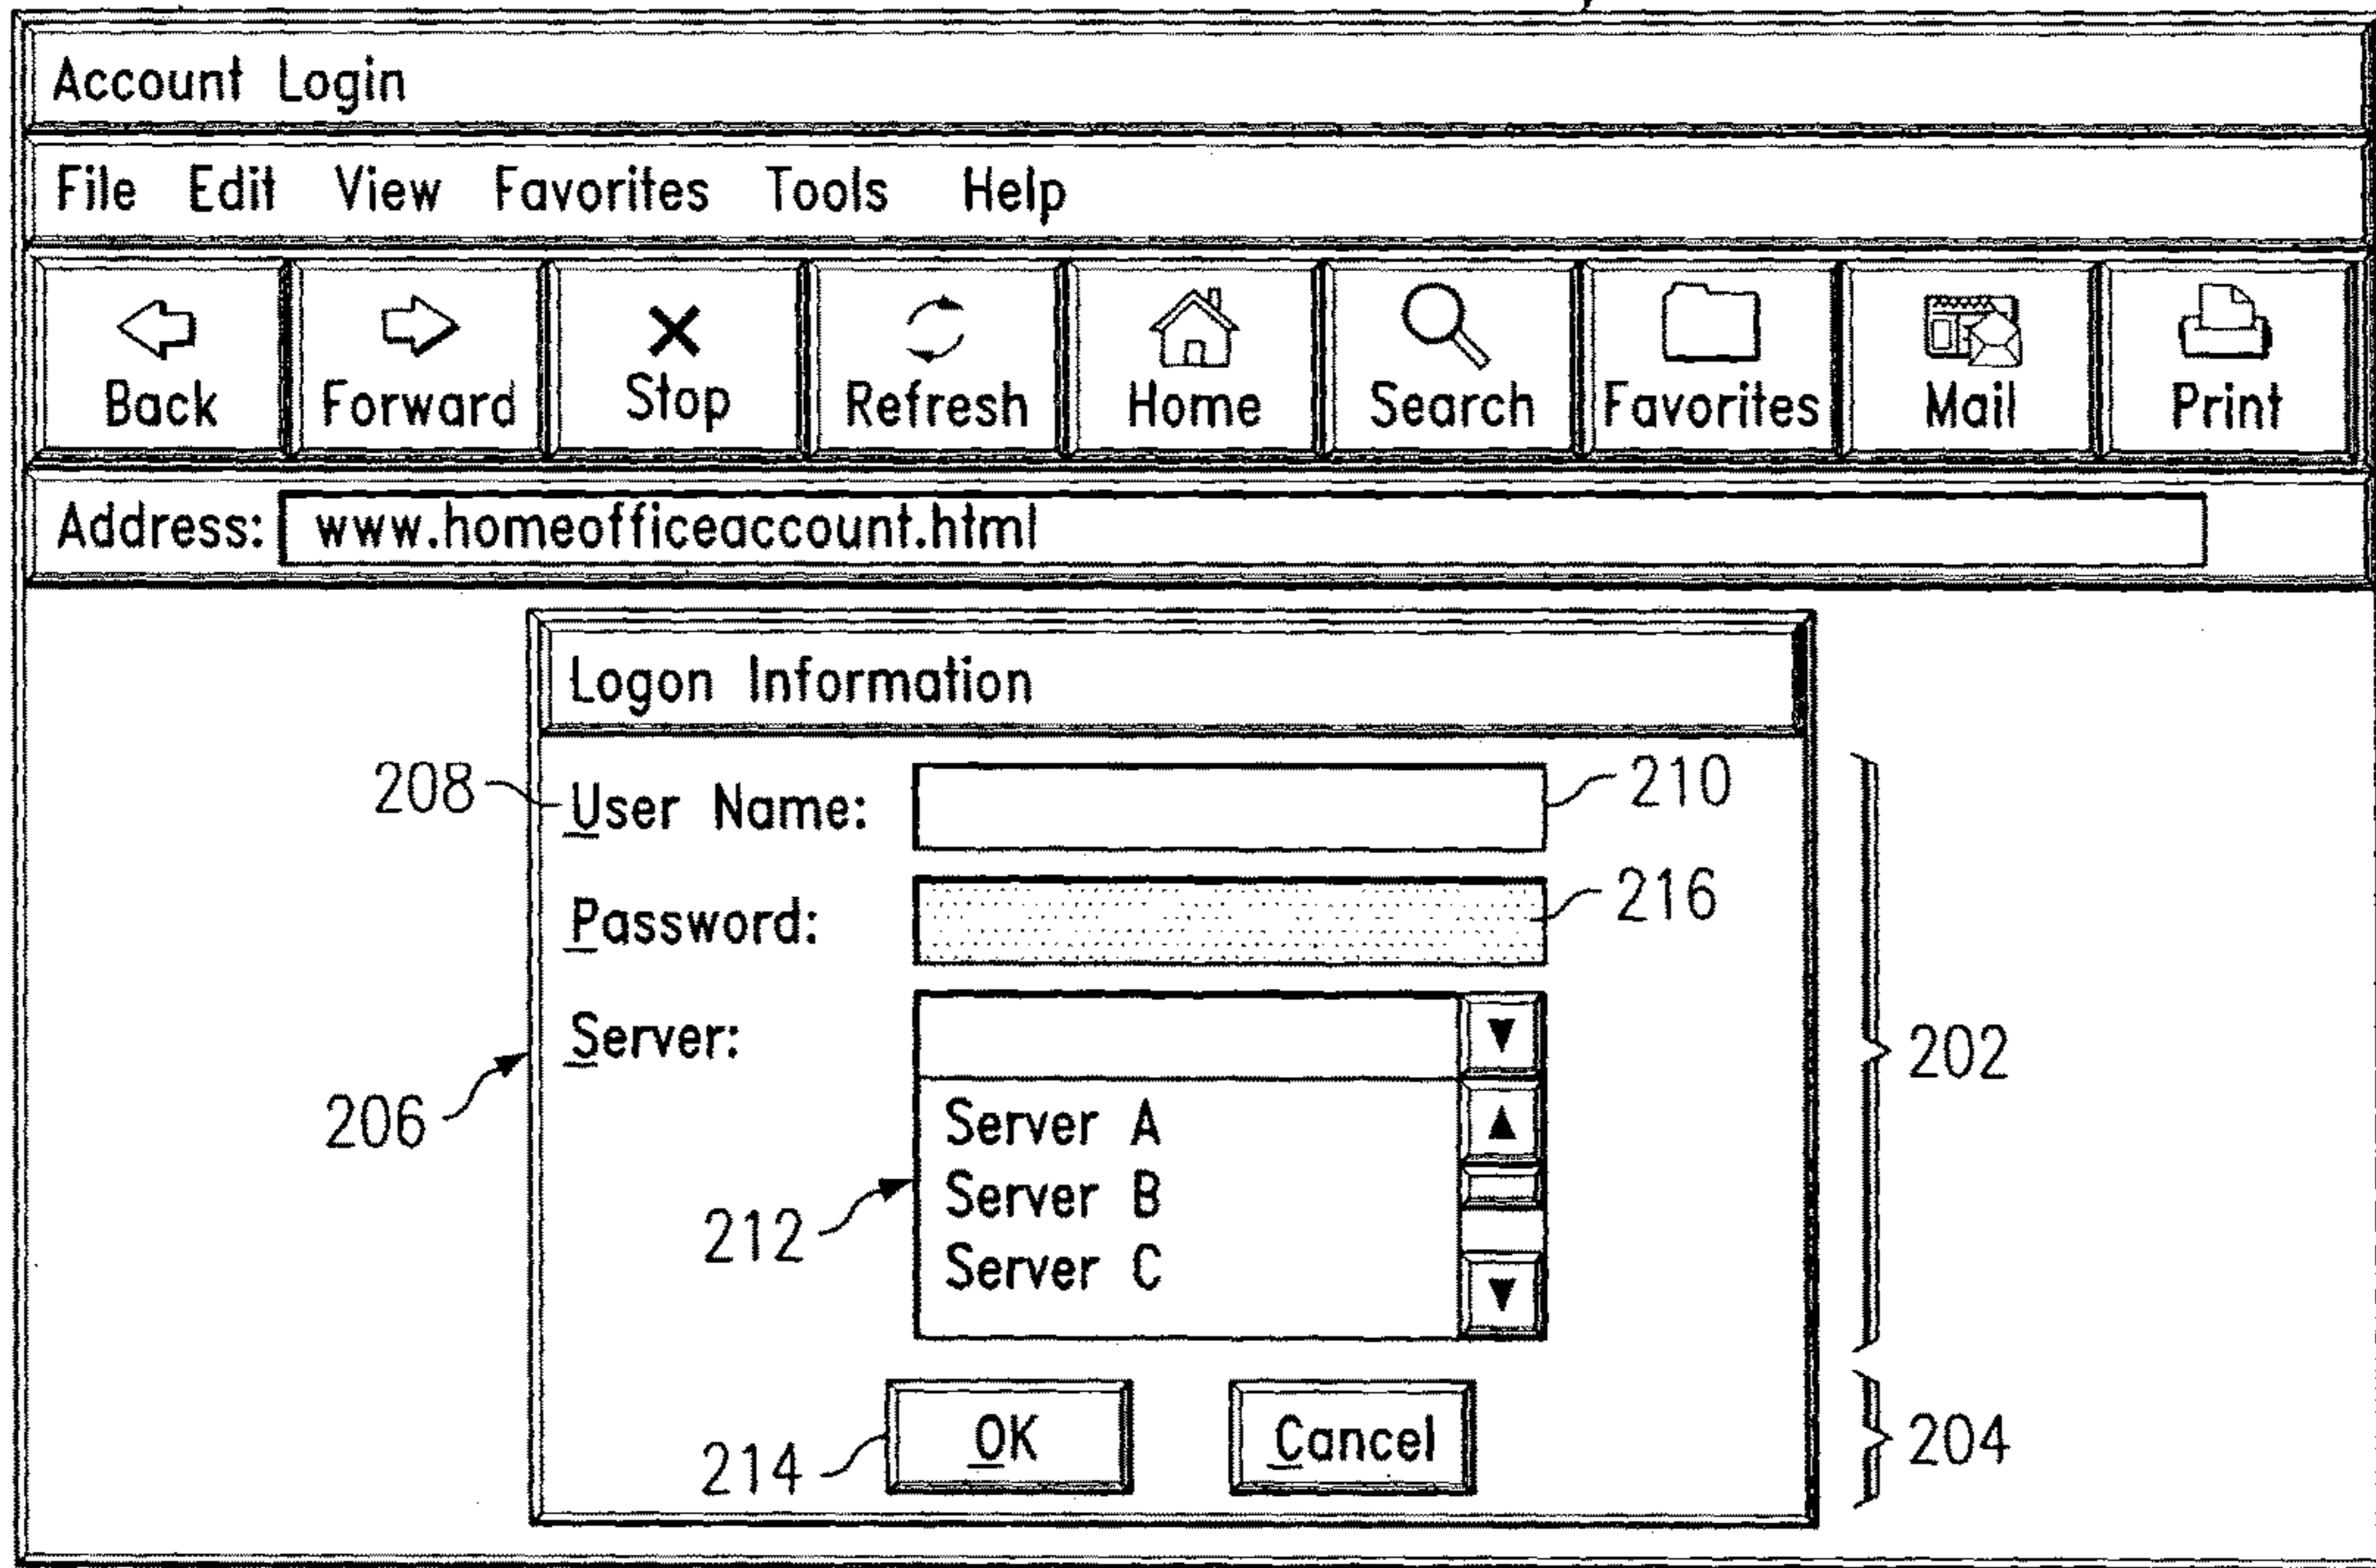 Account Login
File Edit View Favorites Tools Help
Back Forward Stop Refresh Home Search Favorites Mail Print
Address: www.homeofficeaccount.html
Logon Information
208 User Name: 210
Password: 216
Server:
202
206
Server A
Server B
212
Server C
OK Cancel
214 204